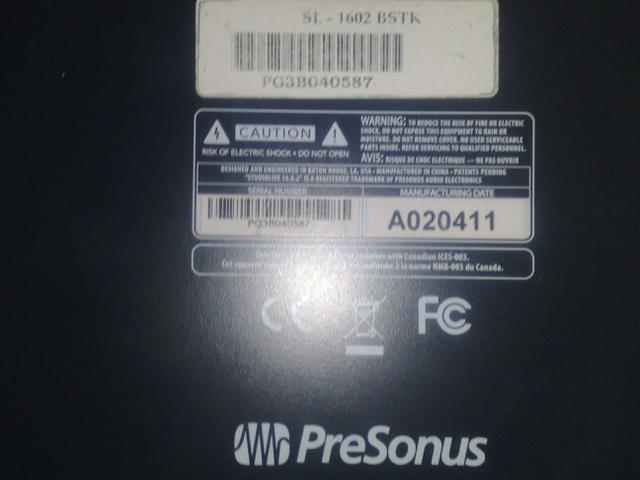 SL - 1602 BSTK
PG3B040587
CAUTION
RISK OF ELECTRIC SHOCK • DO NOT OPEN
WARNING: TO REDUCE THE RISK OF FIRE OR ELECTRIC
SHOCK, DO NOT EXPOSE THIS EQUIPMENT TO RAIN OR
MOISTURE. DO NOT REMOVE COVER. NO USER SERVICEABLE
PARTS INSIDE. REFER SERVICING TO QUALIFIED PERSONNEL.
AVIS: RISQUE DE CHOC ELECTRIQUE — NE PAS OUVRIR
DESIGNED AND ENGINEERED IN BATON ROUGE, LA, USA • MANUFACTURED IN CHINA • PATENTS PENDING
"STUDIOLIVE 16.0.2" IS A REGISTERED TRADEMARK OF PRESONUS AUDIO ELECTRONICS
SERIAL NUMBER
PG3B040587
MANUFACTURING DATE
A020411
complies with Canadian ICES-003.
Cet appareil conforme à la norme NMB-003 du Canada.
CE
FC
PreSonus